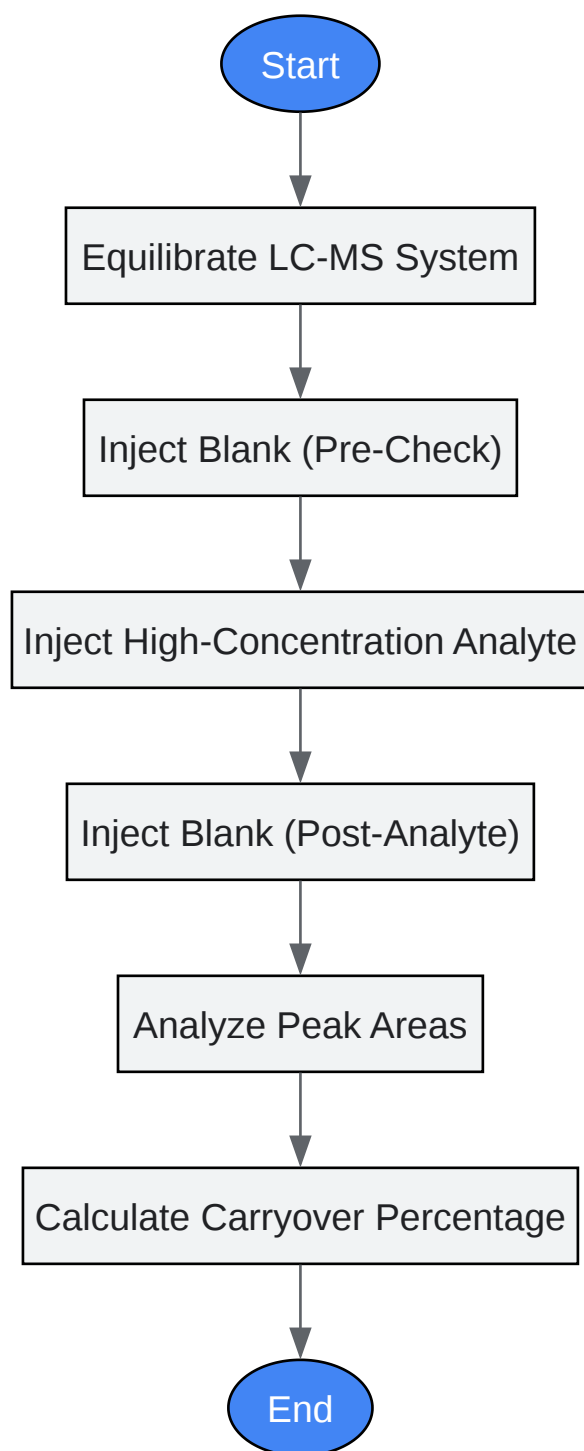 Start
Equilibrate LC-MS System
Inject Blank (Pre-Check)
Inject High-Concentration Analyte
Inject Blank (Post-Analyte)
Analyze Peak Areas
Calculate Carryover Percentage
End